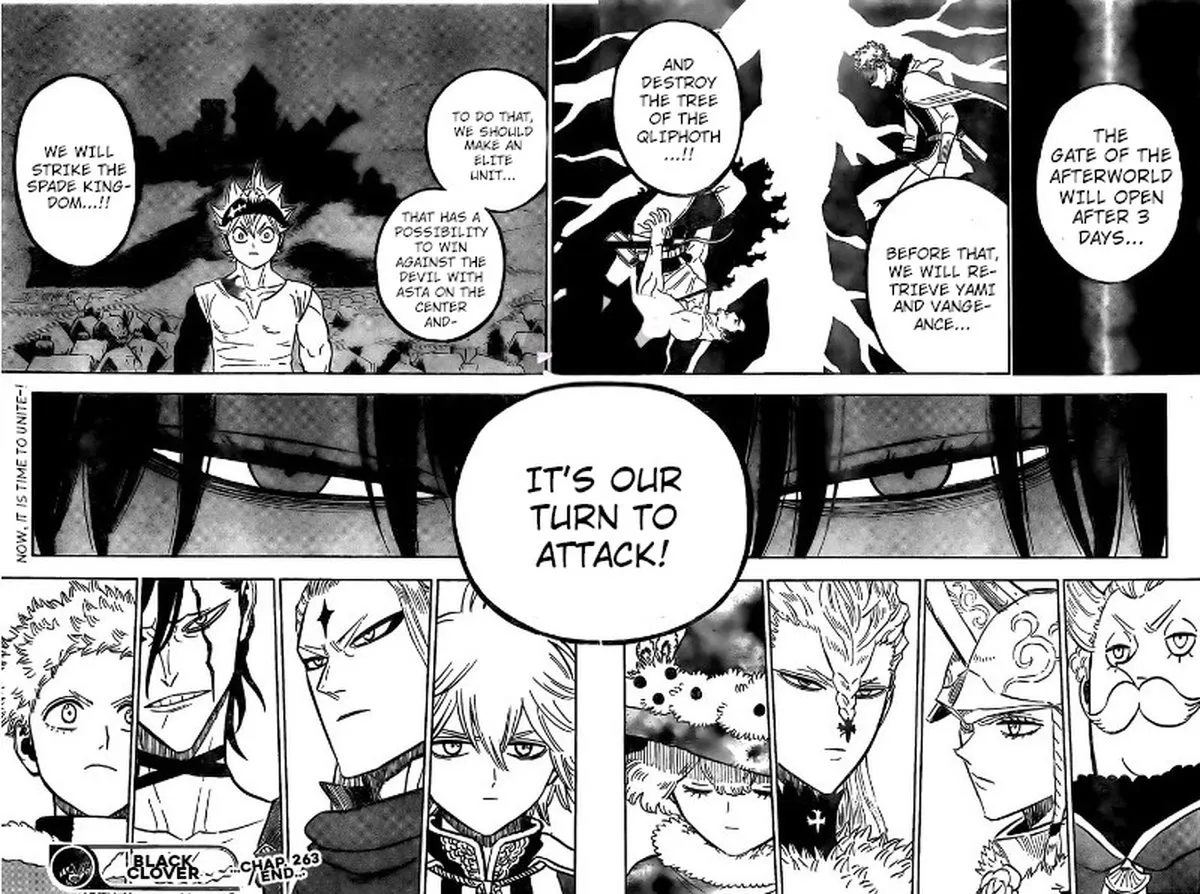 THE
GATE OF THE
AFTERWORLD
WILL OPEN
AFTER 3
DAYS...
BEFORE THAT,
WE WILL RE-
TRIEVE YAMI
AND VANGE-
ANCE...
AND
DESTROY
THE TREE
OF THE
QLIPHOTH
...!!
TO DO THAT,
WE SHOULD
MAKE AN
ELITE
UNIT...
THAT HAS A
POSSIBILITY
TO WIN
AGAINST THE
DEVIL WITH
ASTA ON THE
CENTER
AND-
WE WILL
STRIKE THE
SPADE KING-
DOM...!!
IT'S OUR
TURN TO
ATTACK!
NOW, IT IS TIME TO UNITE-!
BLACK
CLOVER
...CHAP. 263
END...